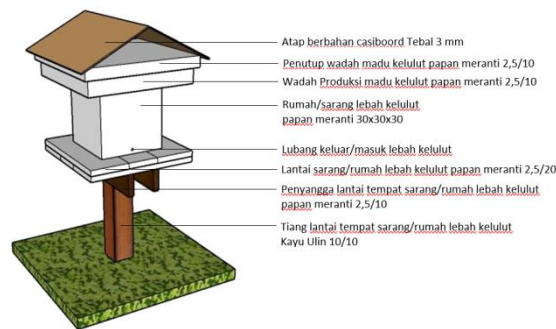 Atap berbahan casiboord Tebal 3 mm
Penutup wadah madu kelulut papan meranti 2,5/10
Wadah Produksi madu kelulut papan meranti 2,5/10
Rumah/sarang lebah kelulut
papan meranti 30x30x30
Lubang keluar/masuk lebah kelulut
Lantai sarang/rumah lebah kelulut papan meranti 2,5/20
Penyangga lantai tempat sarang/rumah lebah kelulut
papan meranti 2,5/10
Tiang lantai tempat sarang/rumah lebah kelulut
Kayu Ulin 10/10